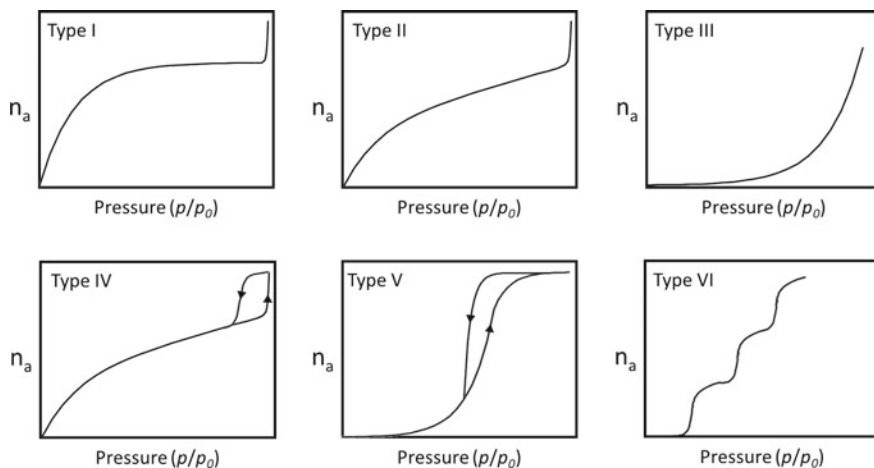 Type I
n_a
Pressure (p/p_0)
Type II
n_a
Pressure (p/p_0)
Type III
n_a
Pressure (p/p_0)
Type IV
n_a
Pressure (p/p_0)
Type V
n_a
Pressure (p/p_0)
Type VI
n_a
Pressure (p/p_0)